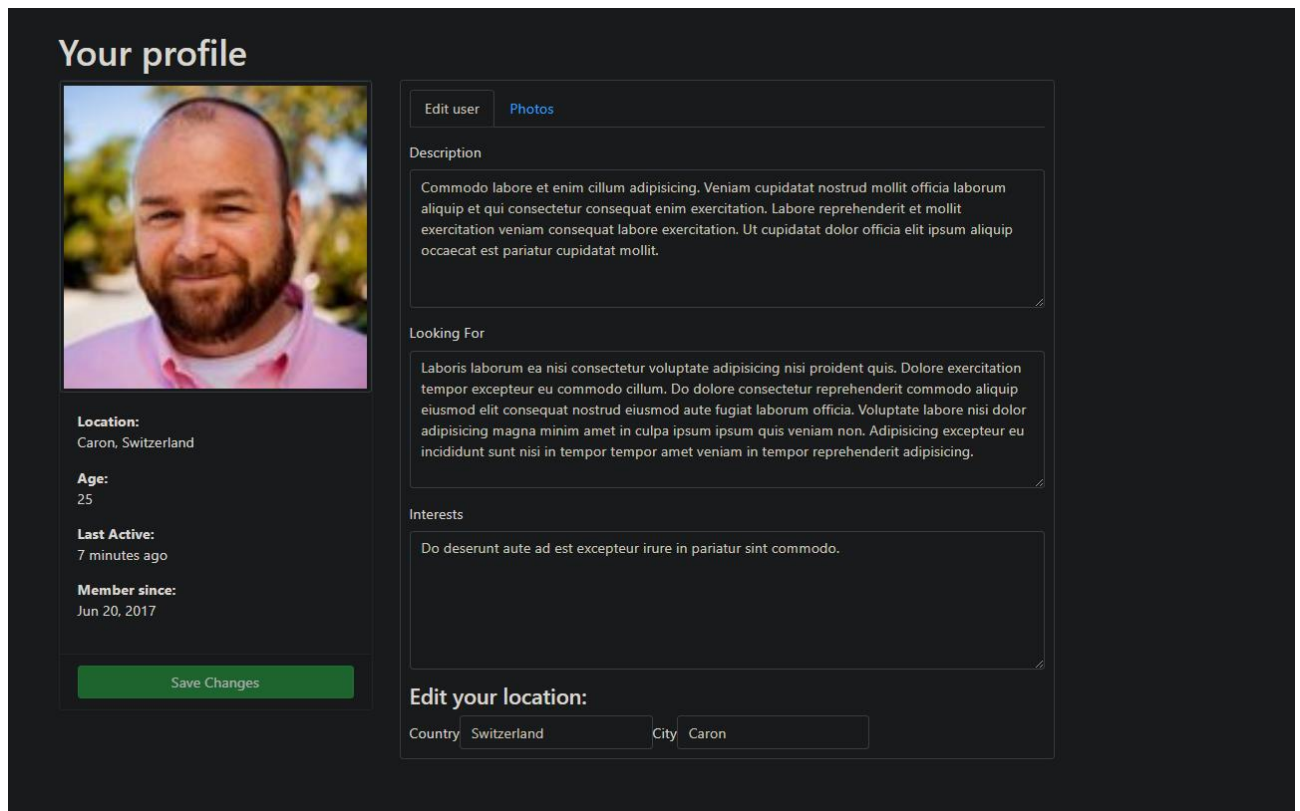 Your profile
Location:
Caron, Switzerland
Age:
25
Last Active:
7 minutes ago
Member since:
Jun 20, 2017
Save Changes
Edit user Photos
Description
Commodo labore et enim cillum adipisicing. Veniam cupidatat nostrud mollit officia laborum
aliquip et qui consectetur consequat enim exercitation. Labore reprehenderit et mollit
exercitation veniam consequat labore exercitation. Ut cupidatat dolor officia elit ipsum aliquip
occaecat est pariatur cupidatat mollit.
Looking For
Laboris laborum ea nisi consectetur voluptate adipisicing nisi proident quis. Dolore exercitation
tempor excepteur eu commodo cillum. Do dolore consectetur reprehenderit commodo aliquip
eiusmod elit consequat nostrud eiusmod aute fugiat laborum officia. Voluptate labore nisi dolor
adipisicing magna minim amet in culpa ipsum ipsum quis veniam non. Adipisicing excepteur eu
incididunt sunt nisi in tempor tempor amet veniam in tempor reprehenderit adipisicing.
Interests
Do deserunt aute ad est excepteur irure in pariatur sint commodo.
Edit your location:
Country Switzerland City Caron